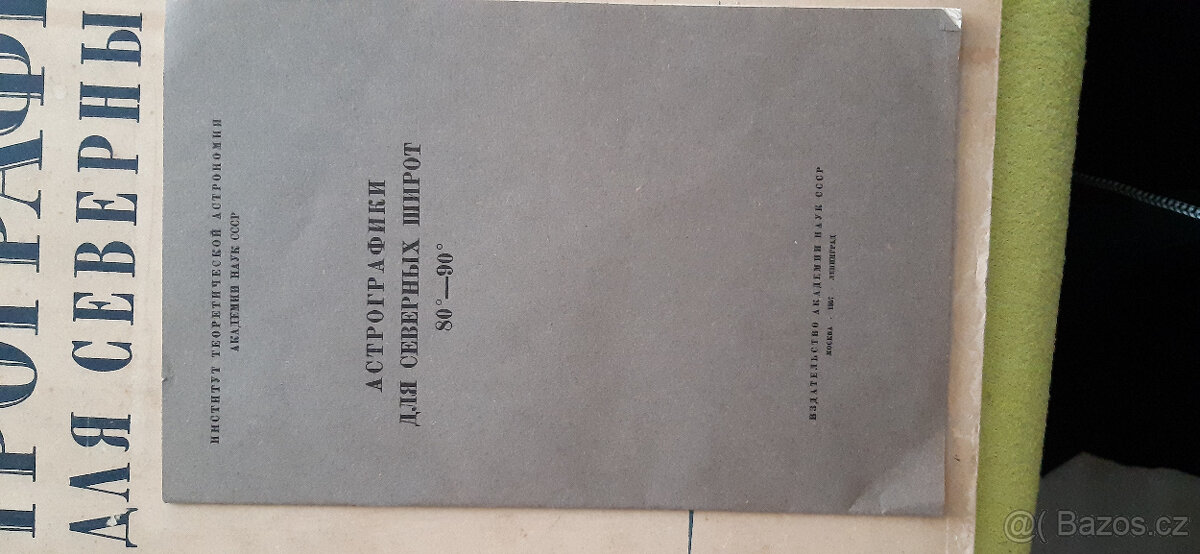 ДЛЯ СЕВЕРНЫ
ИНСТИТУТ ТЕОРЕТИЧЕСКОЙ АСТРОНОМИИ
АКАДЕМИИ НАУК СССР
АСТРОГРАФИКИ
ДЛЯ СЕВЕРНЫХ ШИРОТ
80°—90°
ИЗДАТЕЛЬСТВО АКАДЕМИИ НАУК СССР
МОСКВА · ЛЕНИНГРАД
@( Bazos.cz